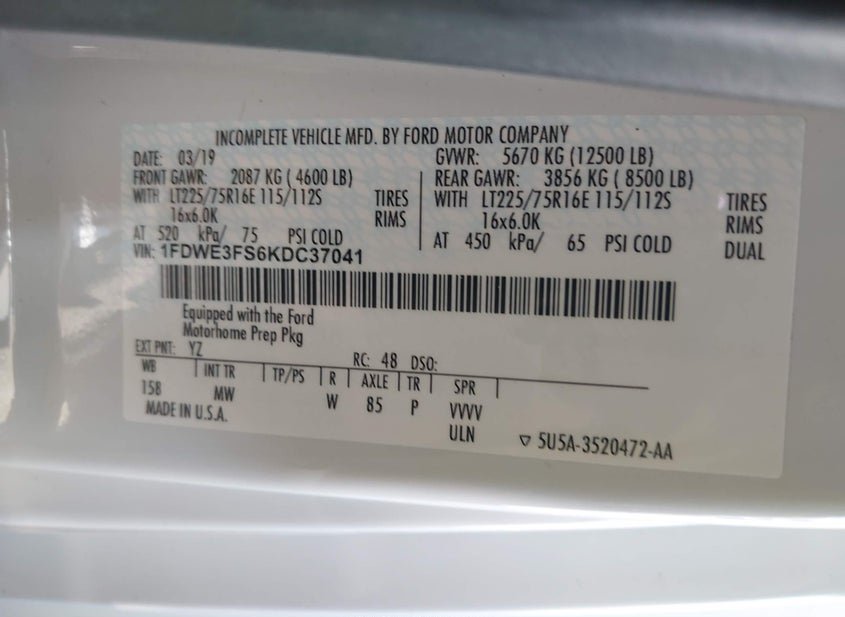 INCOMPLETE VEHICLE MFD. BY FORD MOTOR COMPANY
DATE: 03/19 GVWR: 5670 KG (12500 LB)
FRONT GAWR: 2087 KG ( 4600 LB) REAR GAWR: 3856 KG ( 8500 LB)
WITH LT225/75R16E 115/112S TIRES WITH LT225/75R16E 115/112S TIRES
16x6.0K RIMS 16x6.0K RIMS
AT 520 kPa/ 75 PSI COLD AT 450 kPa/ 65 PSI COLD DUAL
VIN: 1FDWE3FS6KDC37041
Equipped with the Ford
Motorhome Prep Pkg
EXT PNT: YZ RC: 48 DSO:
WB INT TR TP/PS R AXLE TR SPR
158 MW W 85 P VVVV
MADE IN U.S.A. ULN ▽ 5U5A-3520472-AA